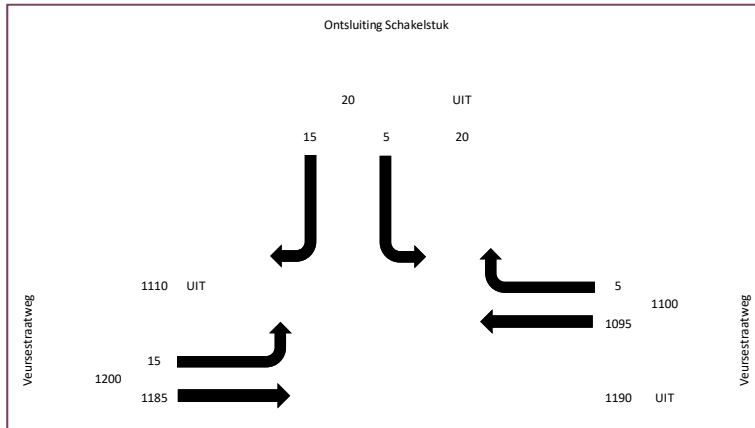 Ontsluiting Schakelstuk
20 UIT
15 5 20
1110 UIT
5
1100
1095
Veursestraatweg
Veursestraatweg
15
1200
1185
1190 UIT